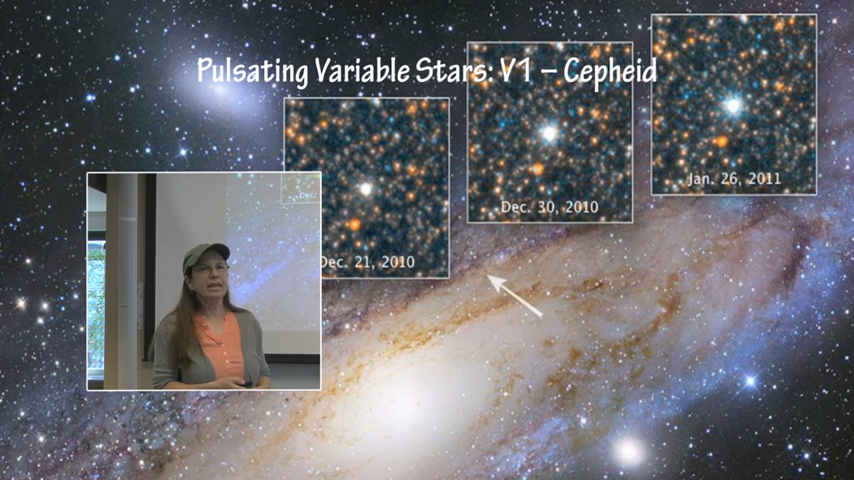 Pulsating Variable Stars: V1 – Cepheid
Dec. 21, 2010
Dec. 30, 2010
Jan. 26, 2011